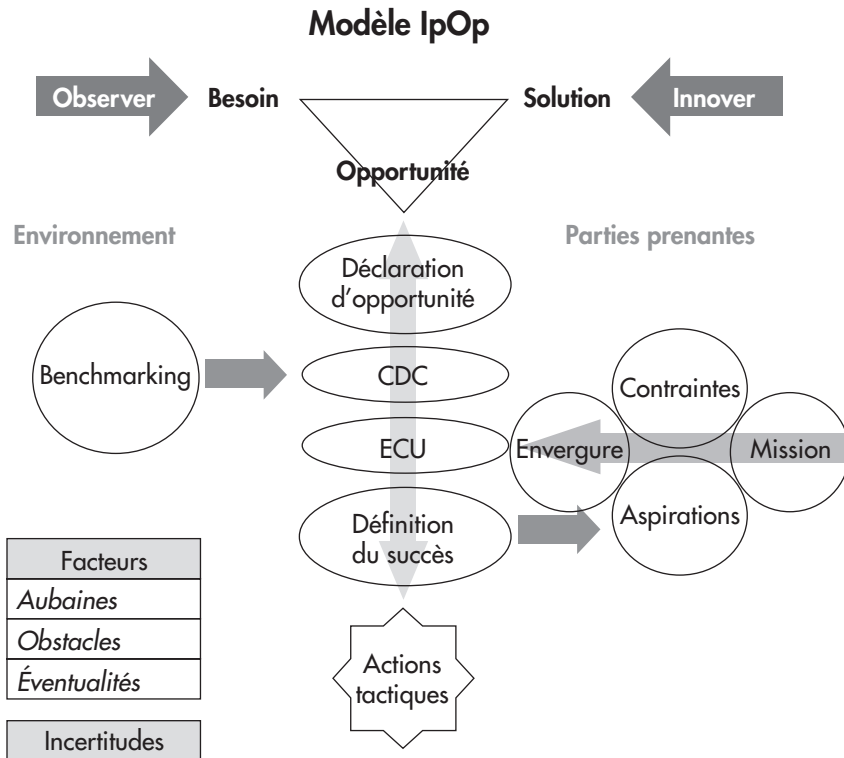 Modèle IpOp
Observer
Besoin
Solution
Innover
Opportunité
Environnement
Parties prenantes
Déclaration
d'opportunité
Benchmarking
CDC
Contraintes
ECU
Envergure
Mission
Définition
du succès
Aspirations
Facteurs
Aubaines
Obstacles
Éventualités
Actions
tactiques
Incertitudes